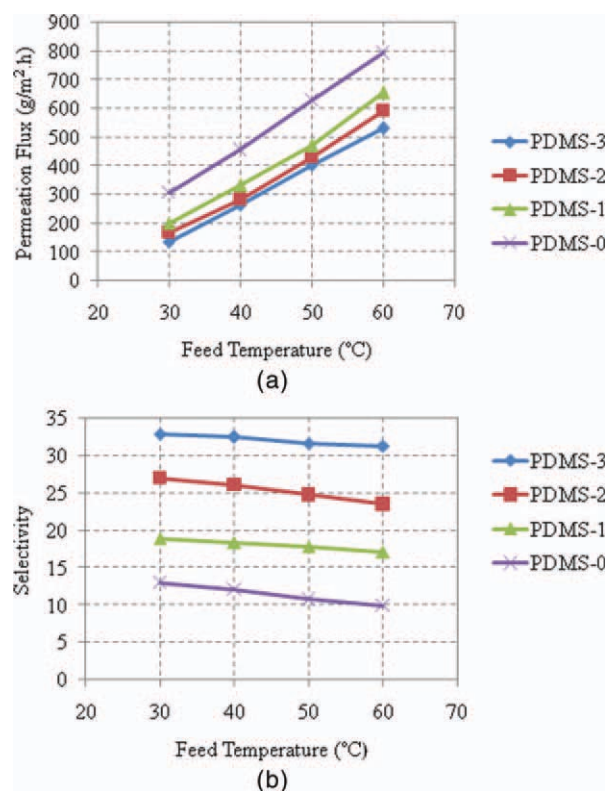 900
800
700
600
500
400
300
200
100
0
Permeation Flux (g/m².h)
20 30 40 50 60 70
Feed Temperature (°C)
PDMS-3
PDMS-2
PDMS-1
PDMS-0
(a)
35
30
25
20
15
10
5
0
Selectivity
20 30 40 50 60 70
Feed Temperature (°C)
PDMS-3
PDMS-2
PDMS-1
PDMS-0
(b)